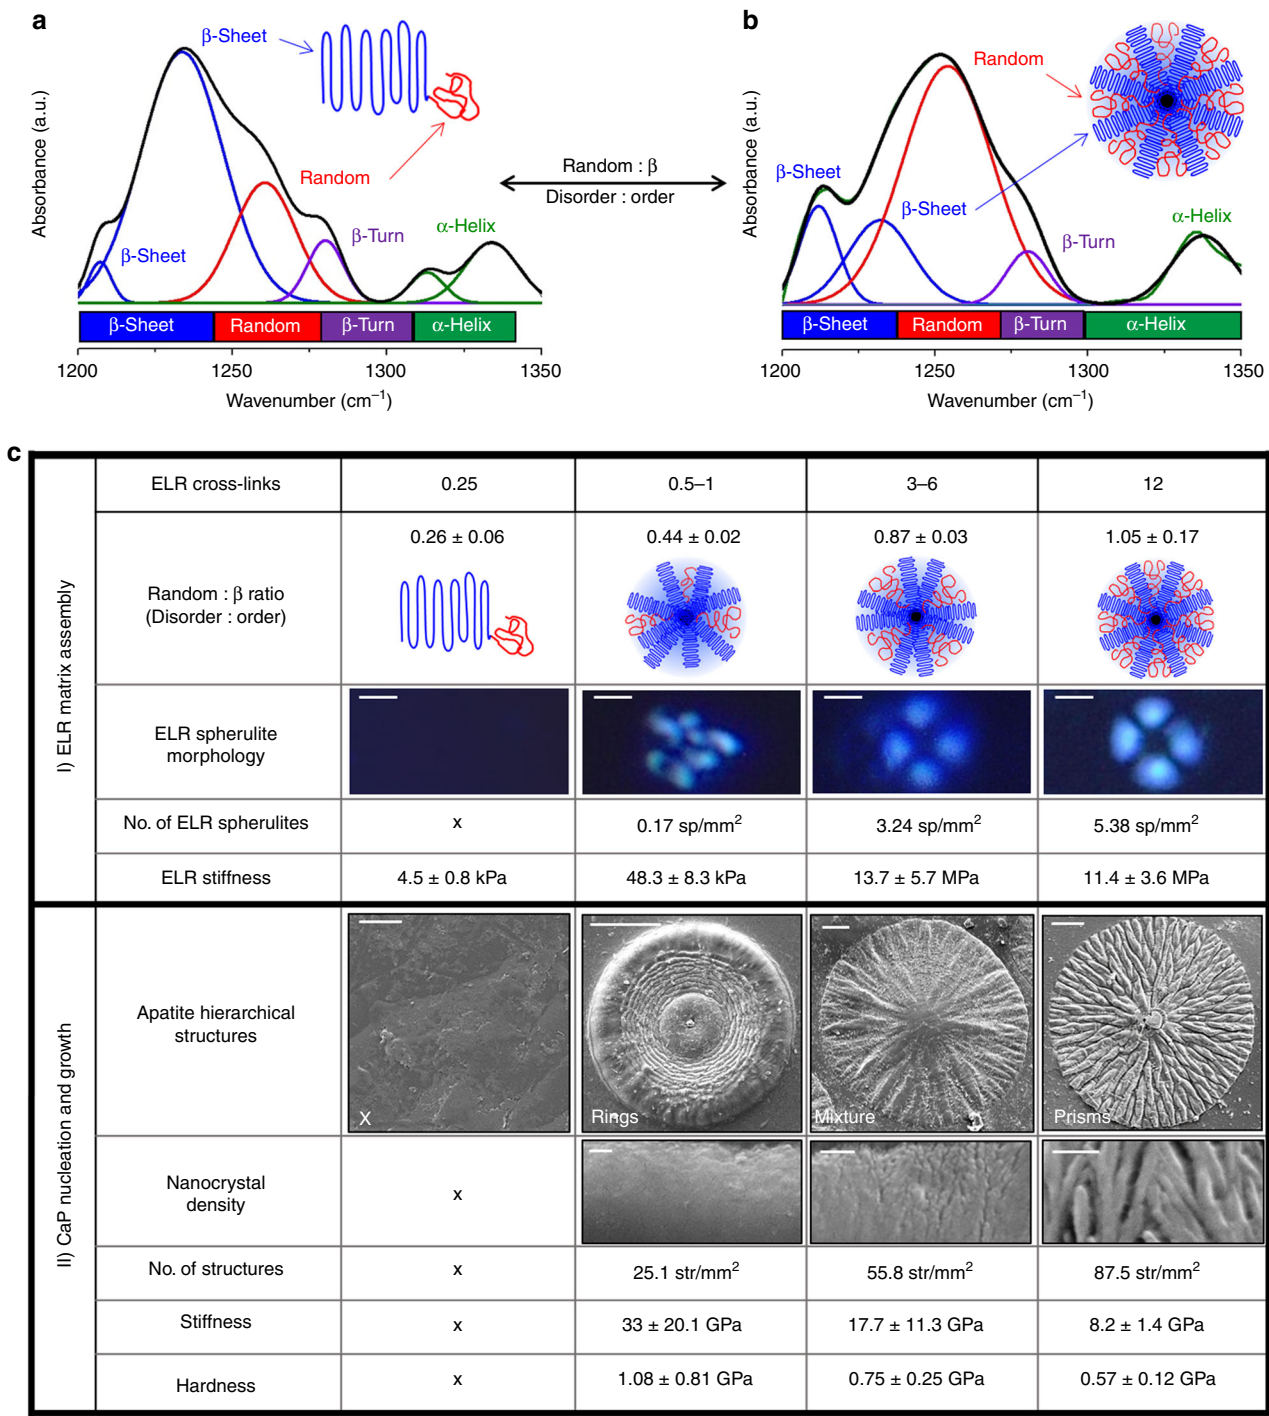 a
β-Sheet
Random
β-Sheet
β-Turn
α-Helix
Absorbance (a.u.)
β-Sheet Random β-Turn α-Helix
1200 1250 1300 1350
Wavenumber (cm⁻¹)
Random : β
Disorder : order
b
Random
β-Sheet
β-Sheet
α-Helix
β-Turn
Absorbance (a.u.)
β-Sheet Random β-Turn α-Helix
1200 1250 1300 1350
Wavenumber (cm⁻¹)
c
I) ELR matrix assembly
ELR cross-links 0.25 0.5–1 3–6 12
Random : β ratio
(Disorder : order)
0.26 ± 0.06 0.44 ± 0.02 0.87 ± 0.03 1.05 ± 0.17
ELR spherulite
morphology
No. of ELR spherulites x 0.17 sp/mm² 3.24 sp/mm² 5.38 sp/mm²
ELR stiffness 4.5 ± 0.8 kPa 48.3 ± 8.3 kPa 13.7 ± 5.7 MPa 11.4 ± 3.6 MPa
II) CaP nucleation and growth
Apatite hierarchical
structures
X Rings Mixture Prisms
Nanocrystal
density
x
No. of structures x 25.1 str/mm² 55.8 str/mm² 87.5 str/mm²
Stiffness x 33 ± 20.1 GPa 17.7 ± 11.3 GPa 8.2 ± 1.4 GPa
Hardness x 1.08 ± 0.81 GPa 0.75 ± 0.25 GPa 0.57 ± 0.12 GPa